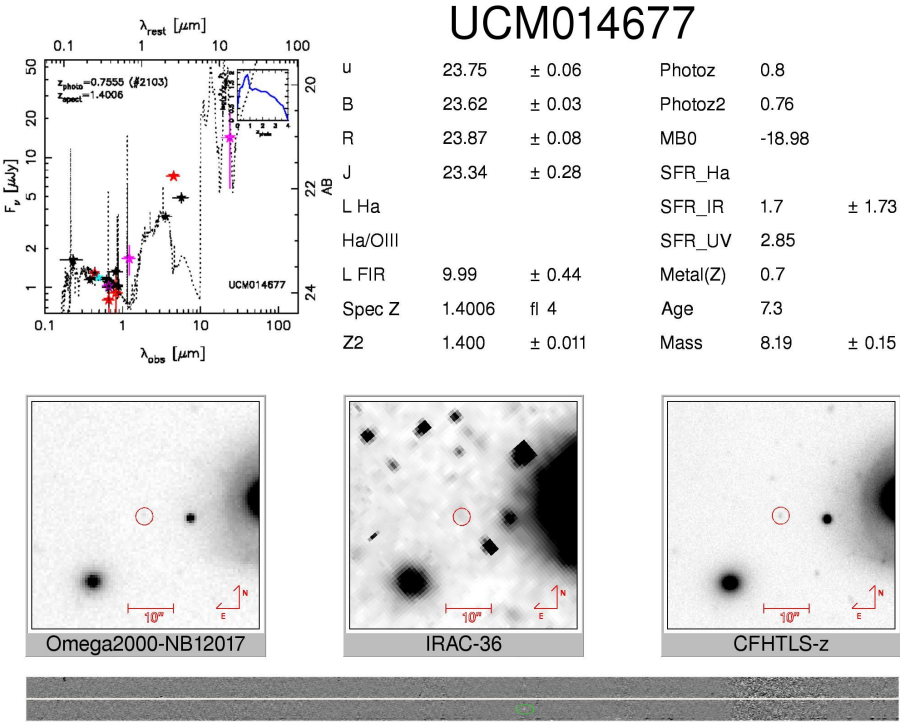 UCM014677
λrest [μm]
0.1 1 10 100
zphoto=0.7555 (#2103)
zspect=1.4006
Fν [μJy]
50
20
10
5
2
1
20
22
24
AB
0 1 2 3 4
UCM014677
0.1 1 10 100
λobs [μm]
u 23.75 ± 0.06 Photoz 0.8
B 23.62 ± 0.03 Photoz2 0.76
R 23.87 ± 0.08 MB0 -18.98
J 23.34 ± 0.28 SFR_Ha
L Ha SFR_IR 1.7 ± 1.73
Ha/OIII SFR_UV 2.85
L FIR 9.99 ± 0.44 Metal(Z) 0.7
Spec Z 1.4006 fl 4 Age 7.3
Z2 1.400 ± 0.011 Mass 8.19 ± 0.15
N
E
10"
Omega2000-NB12017
N
E
10"
IRAC-36
N
E
10"
CFHTLS-z